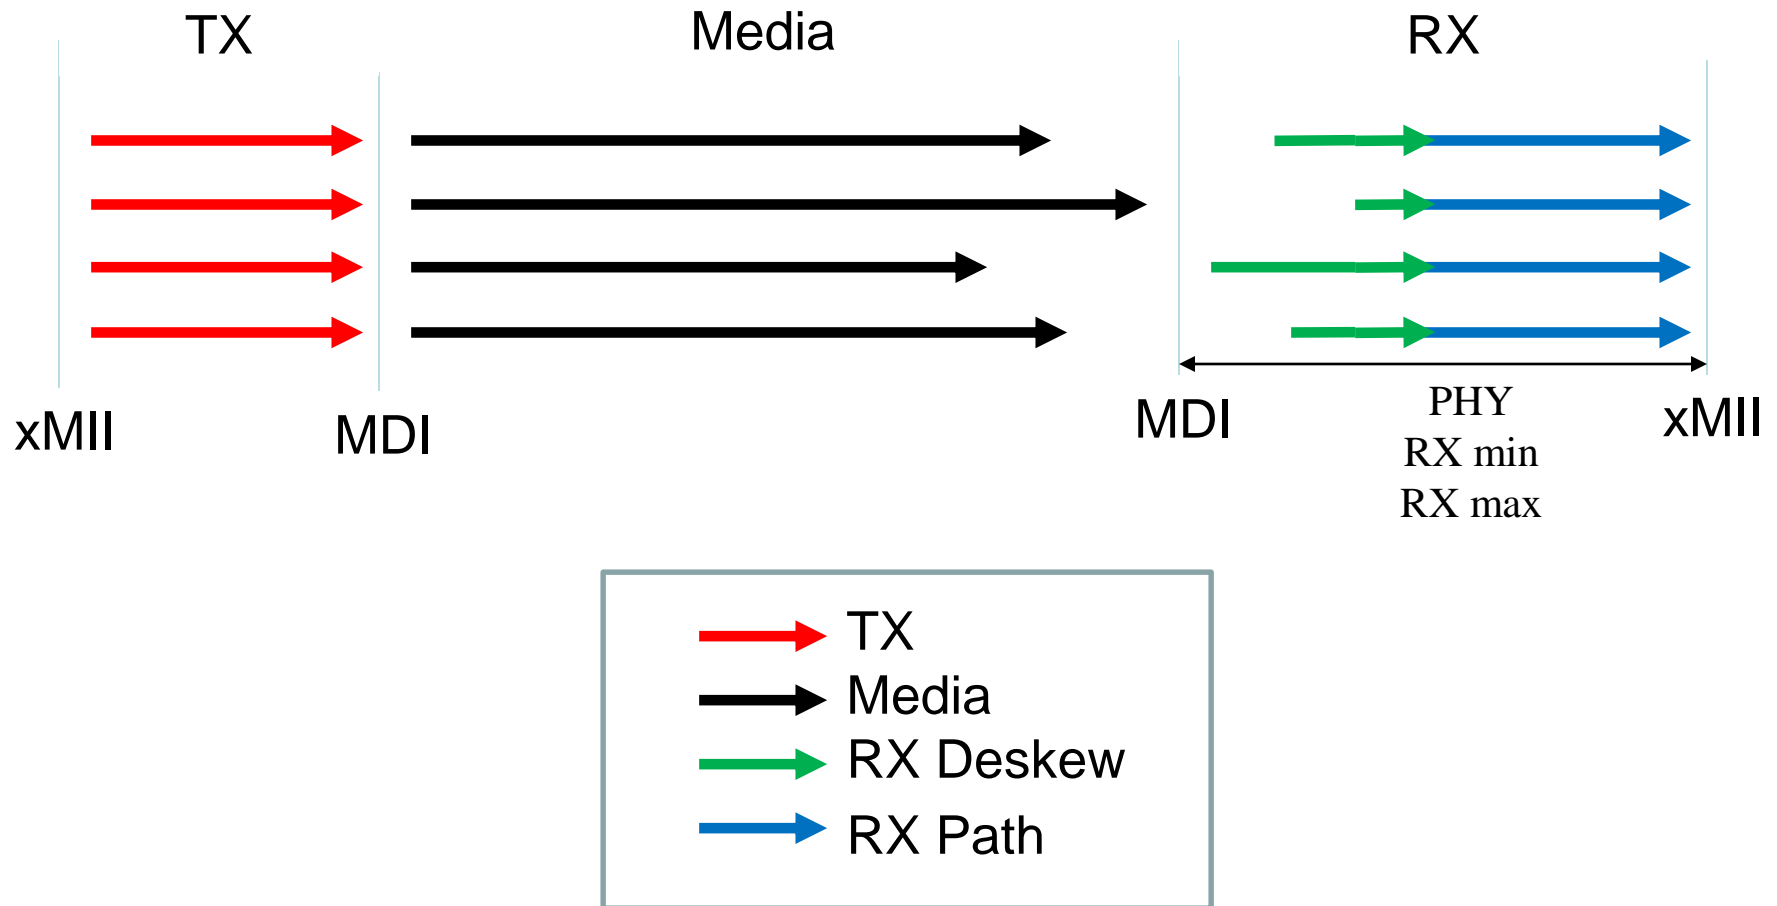 TX
Media
RX
xMII
MDI
MDI
PHY
RX min
RX max
xMII
TX
Media
RX Deskew
RX Path